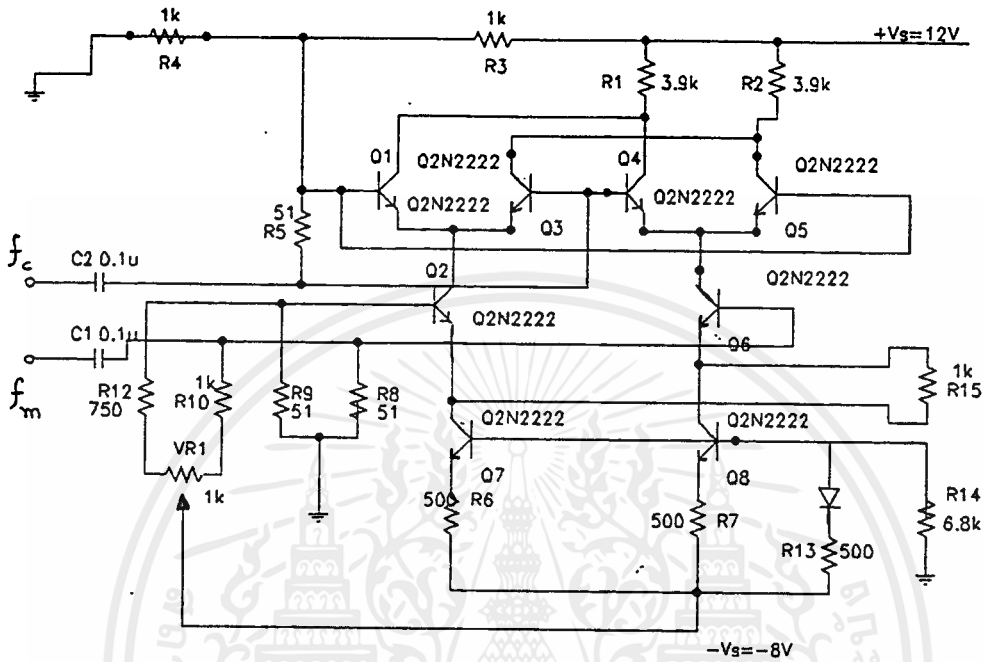 1k
R4
1k
R3
+Vs=12V
R1
3.9k
R2
3.9k
Q1
Q2N2222
Q4
Q2N2222
Q2N2222
Q2N2222
51
R5
Q3
Q5
fc
C2 0.1u
Q2
Q2N2222
Q2N2222
C1 0.1u
Q6
fm
R12
750
1k
R10
R9
51
R8
51
1k
R15
Q2N2222
Q2N2222
VR1
1k
Q7
Q8
500
R6
500
R7
R14
6.8k
R13
500
-Vs=-8V